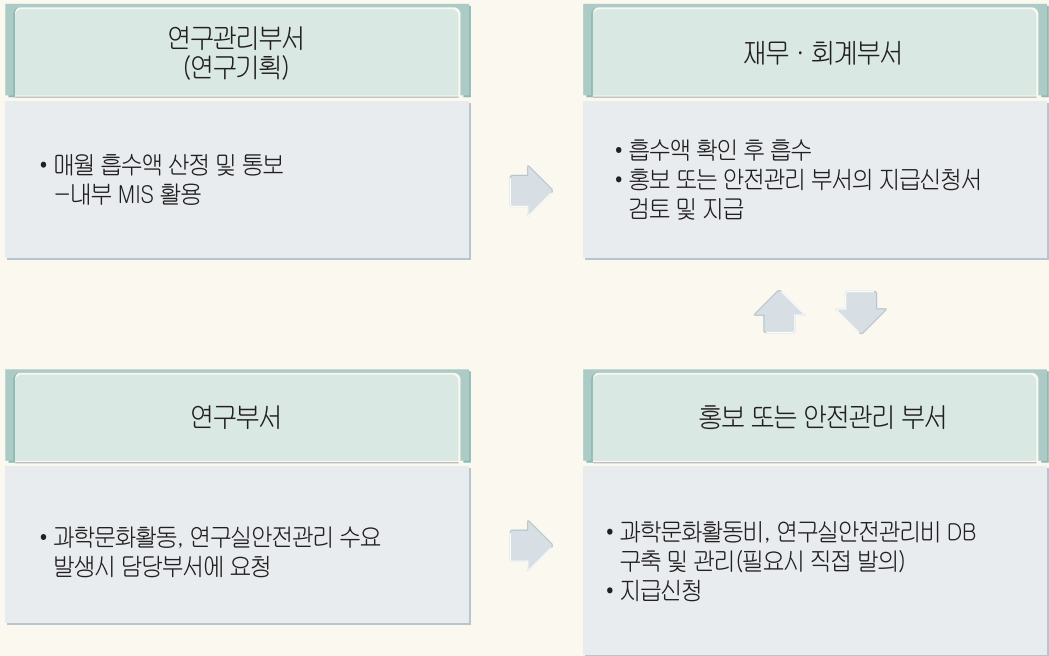 연구관리부서
(연구기획)
• 매월 흡수액 산정 및 통보
-내부 MIS 활용
재무 · 회계부서
• 흡수액 확인 후 흡수
• 홍보 또는 안전관리 부서의 지급신청서
검토 및 지급
연구부서
• 과학문화활동, 연구실안전관리 수요
발생시 담당부서에 요청
홍보 또는 안전관리 부서
• 과학문화활동비, 연구실안전관리비 DB
구축 및 관리(필요시 직접 발의)
• 지급신청